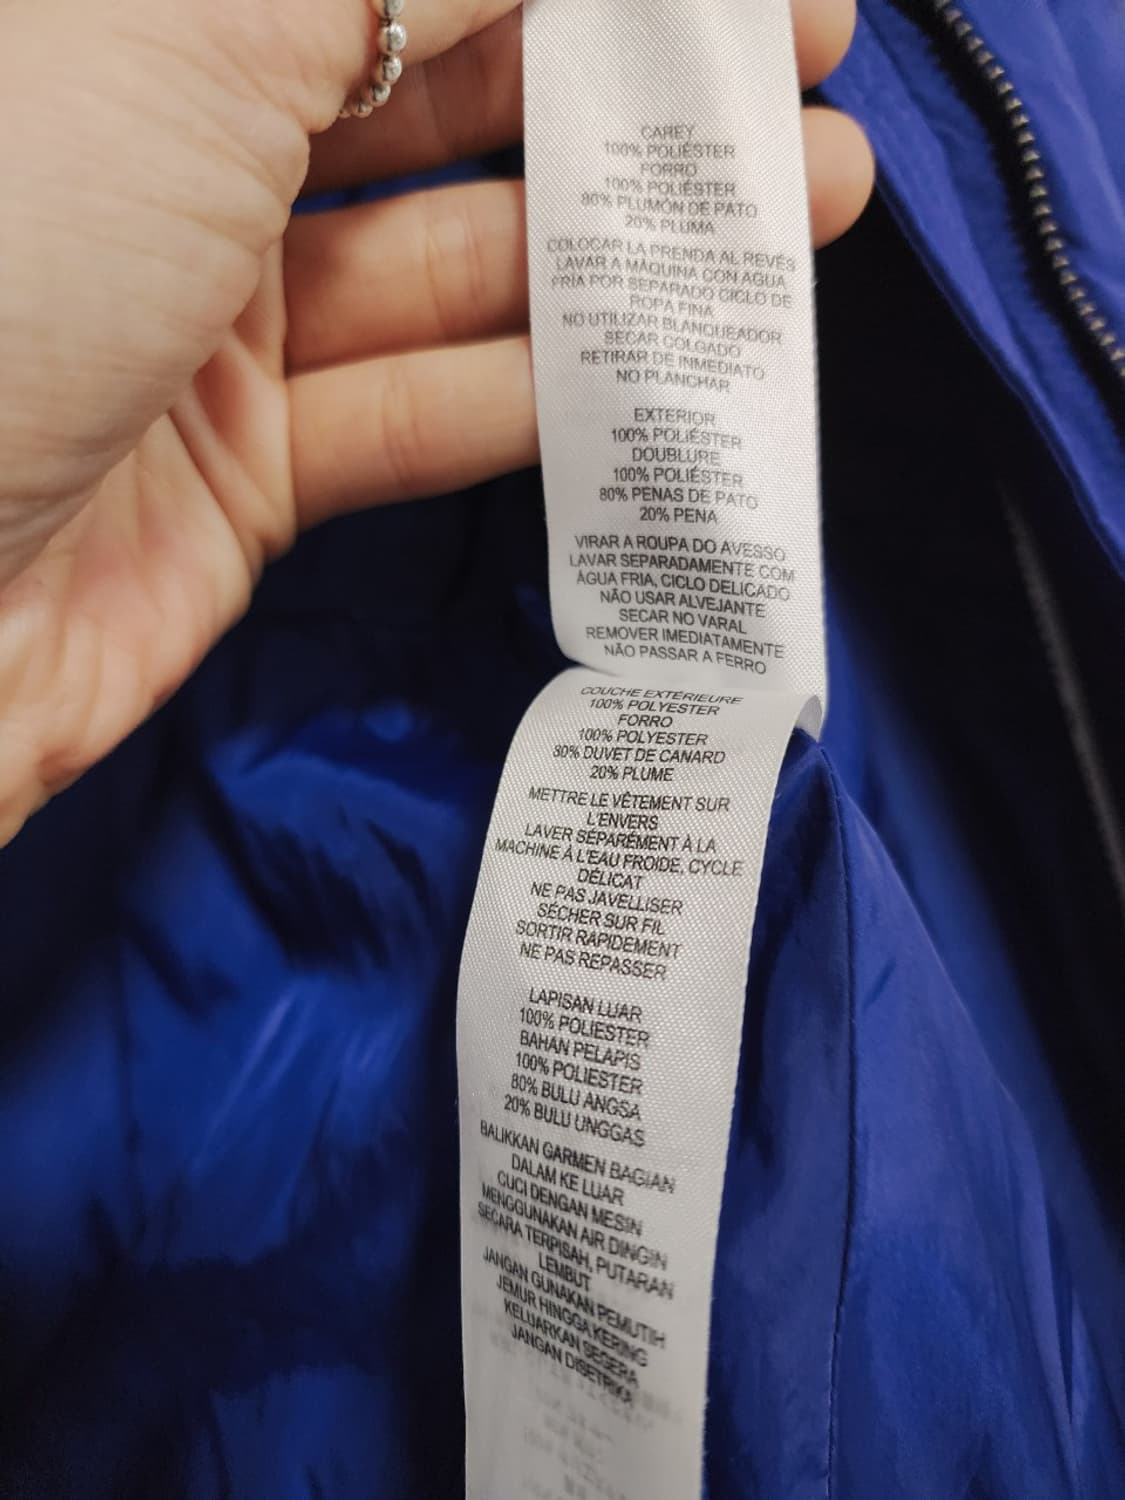 CAREY
100% POLIÉSTER
FORRO
100% POLIÉSTER
80% PLUMÓN DE PATO
20% PLUMA
COLOCAR LA PRENDA AL REVÉS
LAVAR A MÁQUINA CON AGUA
FRÍA POR SEPARADO CICLO DE
ROPA FINA
NO UTILIZAR BLANQUEADOR
SECAR COLGADO
RETIRAR DE INMEDIATO
NO PLANCHAR
EXTERIOR
100% POLIÉSTER
DOUBLURE
100% POLIÉSTER
80% PENAS DE PATO
20% PENA
VIRAR A ROUPA DO AVESSO
LAVAR SEPARADAMENTE COM
ÁGUA FRIA, CICLO DELICADO
NÃO USAR ALVEJANTE
SECAR NO VARAL
REMOVER IMEDIATAMENTE
NÃO PASSAR A FERRO
COUCHE EXTÉRIEURE
100% POLYESTER
FORRO
100% POLYESTER
80% DUVET DE CANARD
20% PLUME
METTRE LE VÊTEMENT SUR
L'ENVERS
LAVER SÉPARÉMENT À LA
MACHINE À L'EAU FROIDE, CYCLE
DÉLICAT
NE PAS JAVELLISER
SÉCHER SUR FIL
SORTIR RAPIDEMENT
NE PAS REPASSER
LAPISAN LUAR
100% POLIESTER
BAHAN PELAPIS
100% POLIESTER
80% BULU ANGSA
20% BULU UNGGAS
BALIKKAN GARMEN BAGIAN
DALAM KE LUAR
CUCI DENGAN MESIN
MENGGUNAKAN AIR DINGIN
SECARA TERPISAH, PUTARAN
LEMBUT
JANGAN GUNAKAN PEMUTIH
JEMUR HINGGA KERING
KELUARKAN SEGERA
JANGAN DISETRIKA